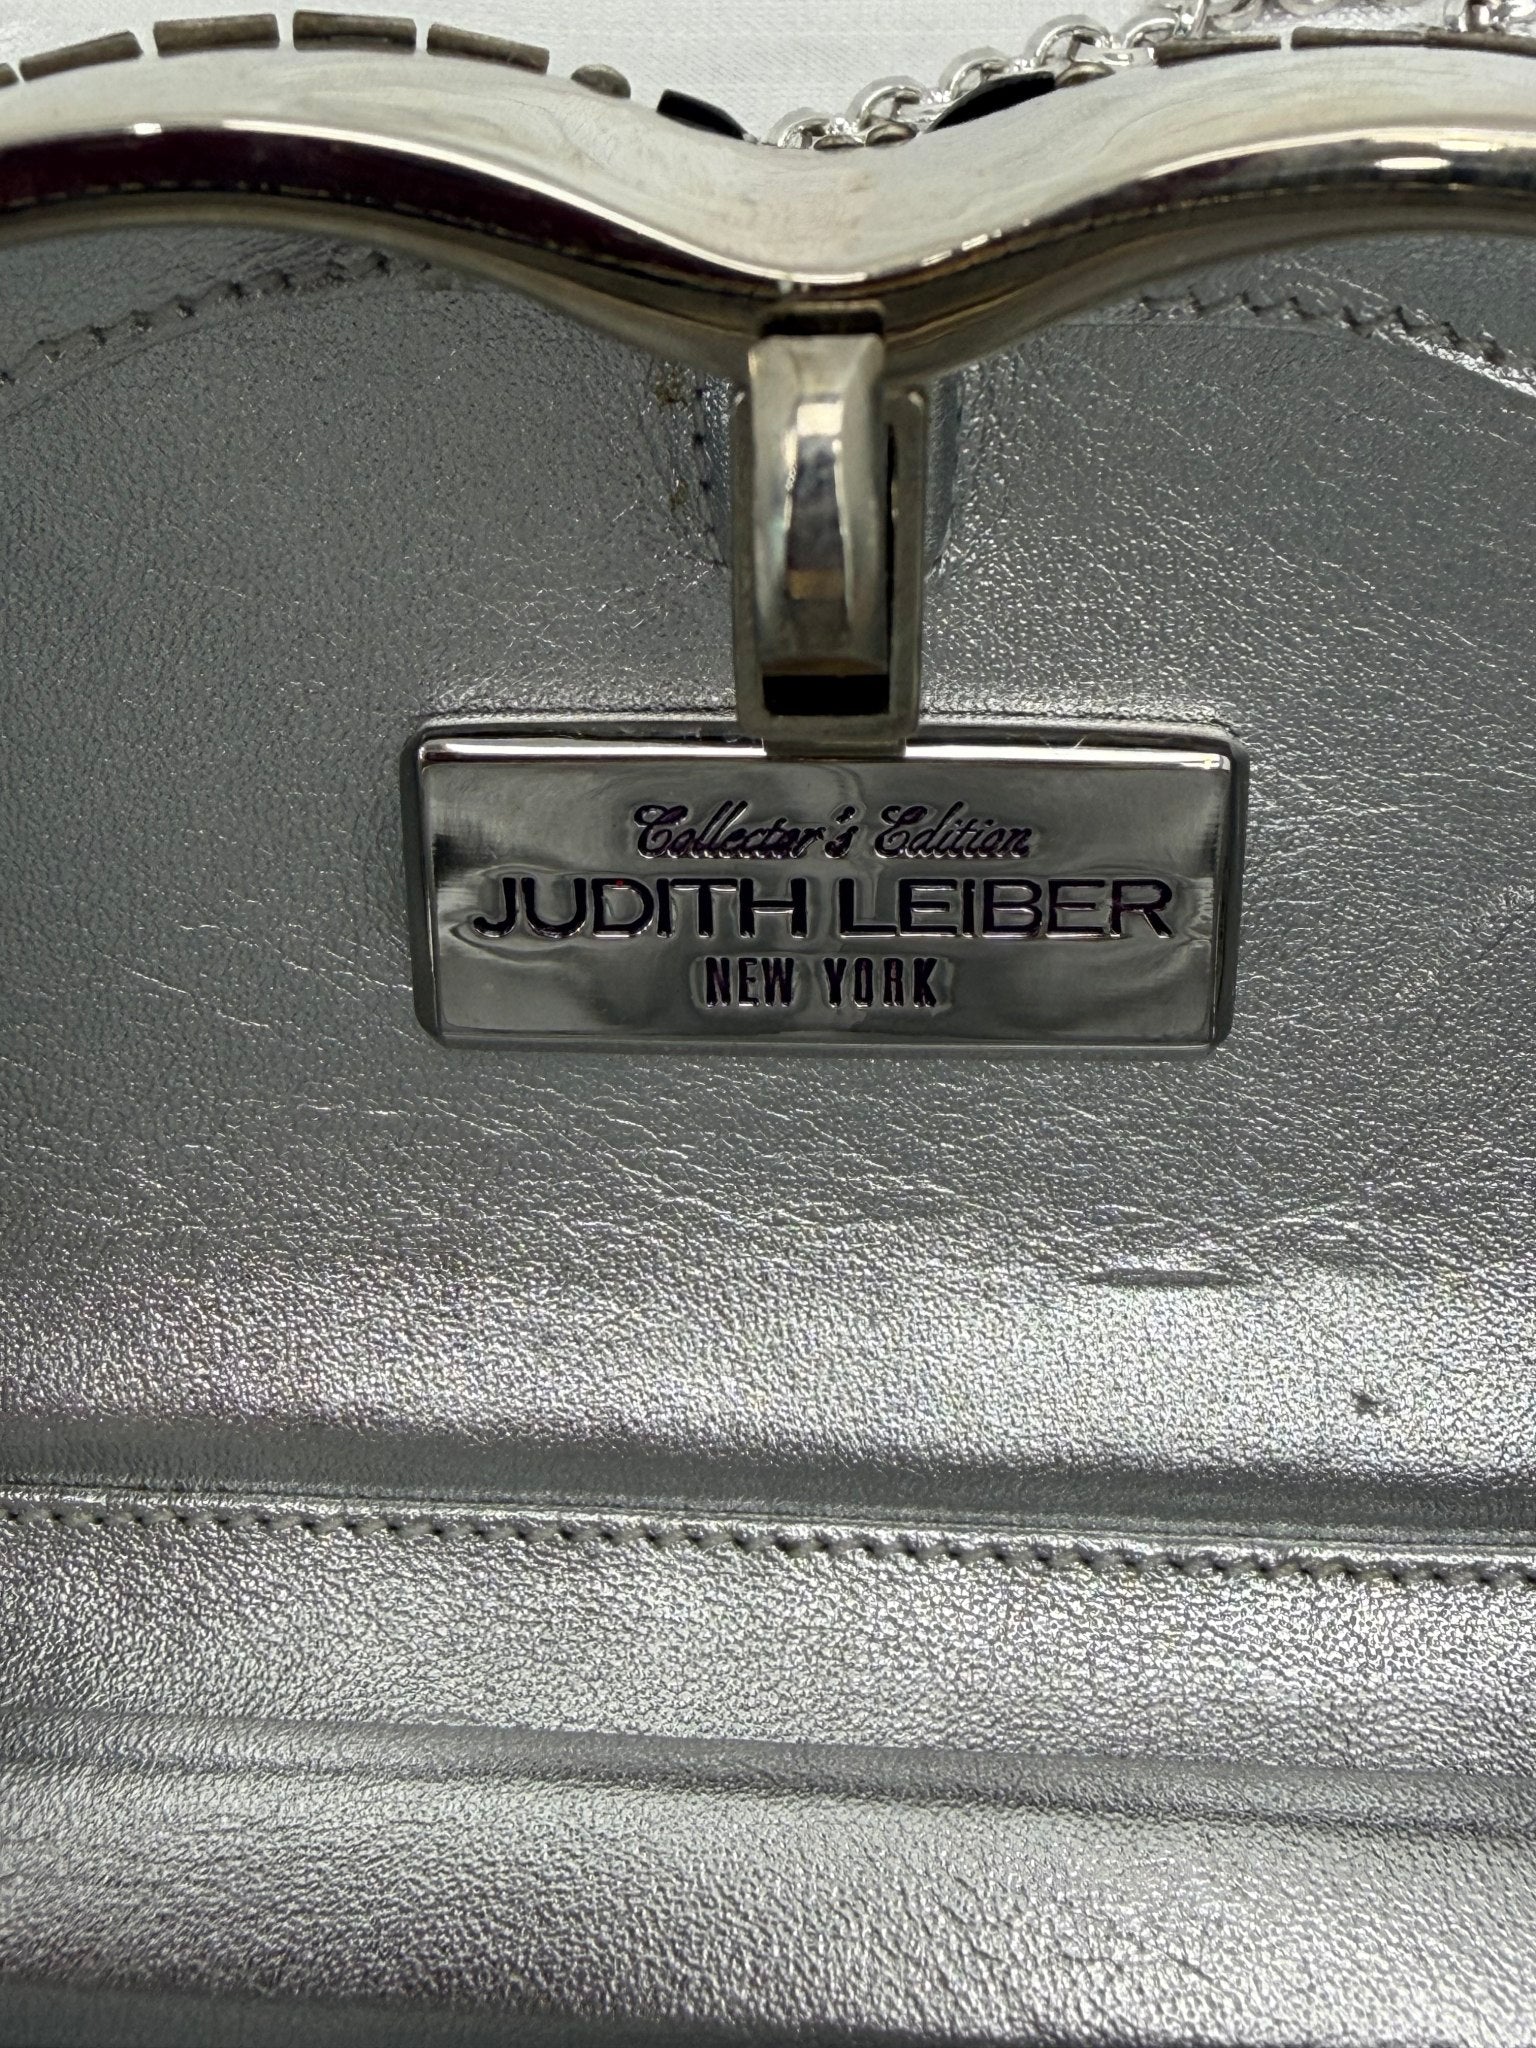 Collector's Edition
JUDITH LEIBER
NEW YORK